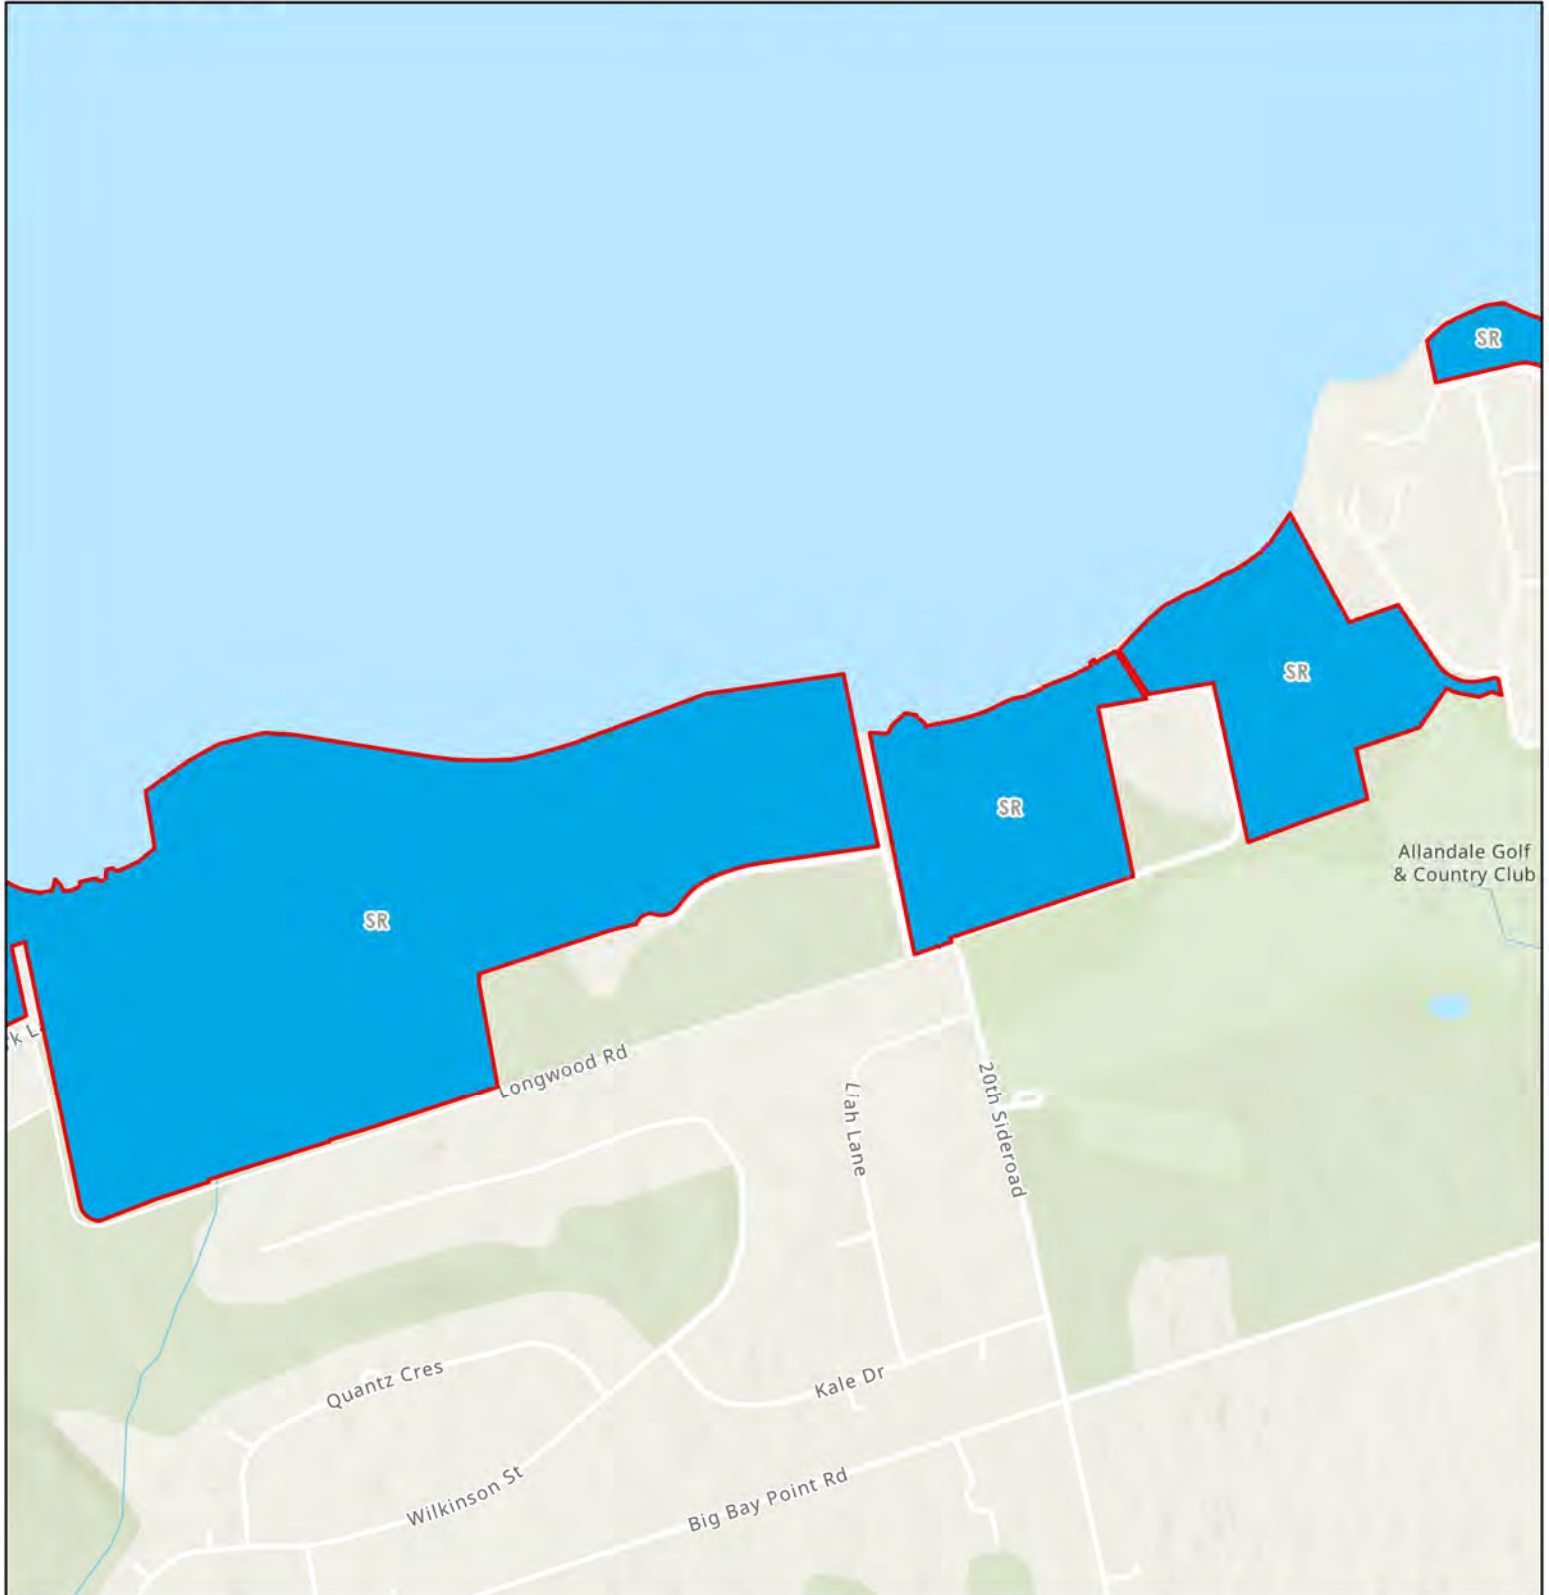 SR
SR
SR
SR
Allandale Golf
& Country Club
Longwood Rd
Liah Lane
20th Sideroad
Quantz Cres
Kale Dr
Wilkinson St
Big Bay Point Rd